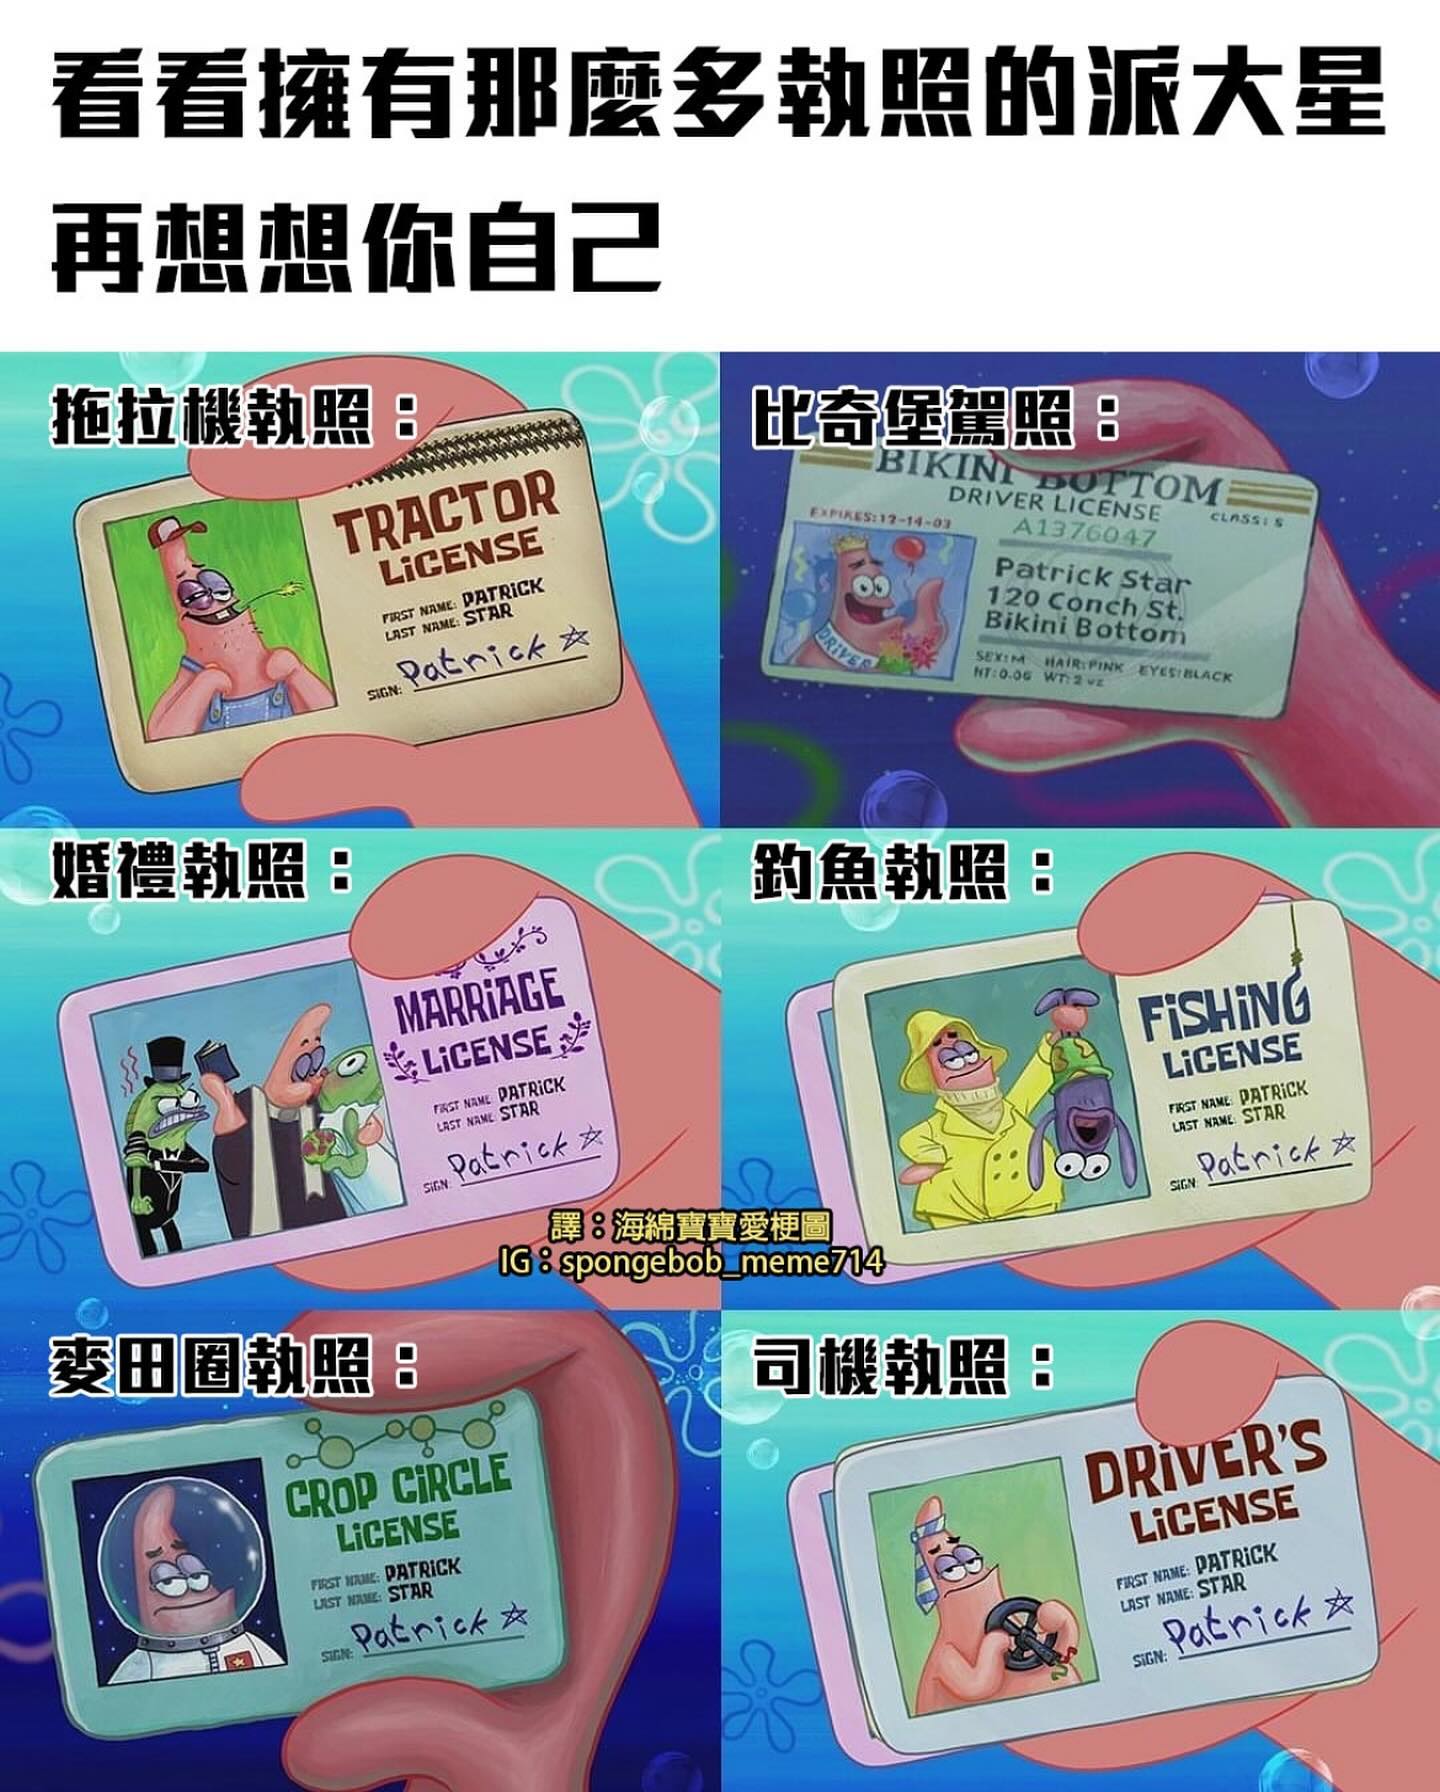 看看擁有那麼多執照的派大星
再想想你自己
拖拉機執照：
TRACTOR
LiCENSE
FIRST NAME: PATRiCK
LAST NAME: STAR
SiGN: Patrick ☆
比奇堡駕照：
BIKINI BOTTOM
DRIVER LICENSE
CLASS: S
EXPIRES: 12-14-03
A1376047
Patrick Star
120 Conch St.
Bikini Bottom
SEX: M HAIR: PINK EYES: BLACK
HT: 0.06 WT: 2 oz
DRIVER
婚禮執照：
MARRiAGE
LiCENSE
FIRST NAME: PATRiCK
LAST NAME: STAR
SiGN: Patrick ☆
釣魚執照：
FiSHiNG
LiCENSE
FIRST NAME: PATRiCK
LAST NAME: STAR
SiGN: Patrick ☆
譯：海綿寶寶愛梗圖
IG：spongebob_meme714
麥田圈執照：
CROP CiRCLE
LiCENSE
FIRST NAME: PATRiCK
LAST NAME: STAR
SiGN: Patrick ☆
司機執照：
DRiVER'S
LiCENSE
FIRST NAME: PATRiCK
LAST NAME: STAR
SiGN: Patrick ☆